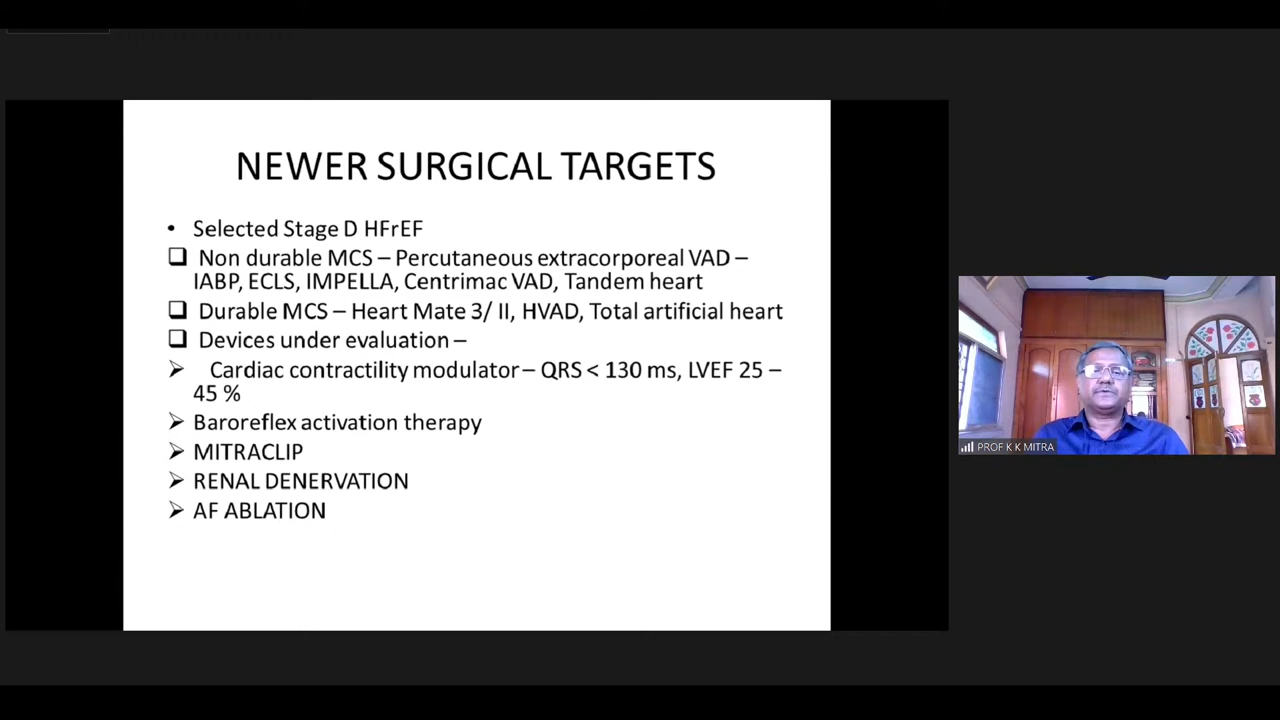 NEWER SURGICAL TARGETS
• Selected Stage D HFrEF
❑ Non durable MCS – Percutaneous extracorporeal VAD –
IABP, ECLS, IMPELLA, Centrimac VAD, Tandem heart
❑ Durable MCS – Heart Mate 3/ II, HVAD, Total artificial heart
❑ Devices under evaluation –
➢ Cardiac contractility modulator – QRS < 130 ms, LVEF 25 –
45 %
➢ Baroreflex activation therapy
➢ MITRACLIP
➢ RENAL DENERVATION
➢ AF ABLATION
PROF K K MITRA